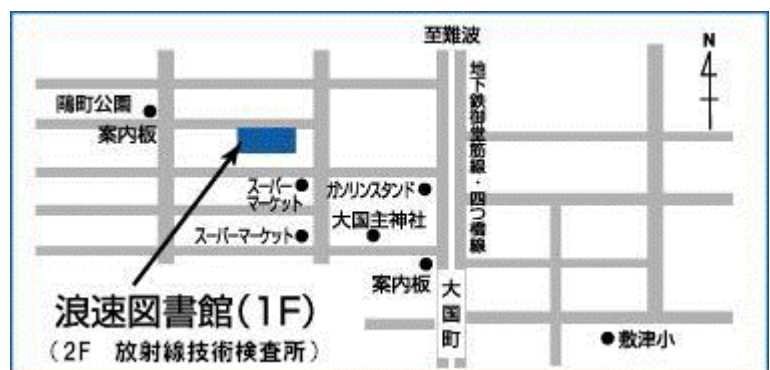 至難波
N
鴎町公園
案内板
地下鉄御堂筋線・四つ橋線
スーパー
マーケット
ガソリンスタンド
大国主神社
スーパーマーケット
案内板
大国町
浪速図書館(1F)
(2F 放射線技術検査所)
敷津小